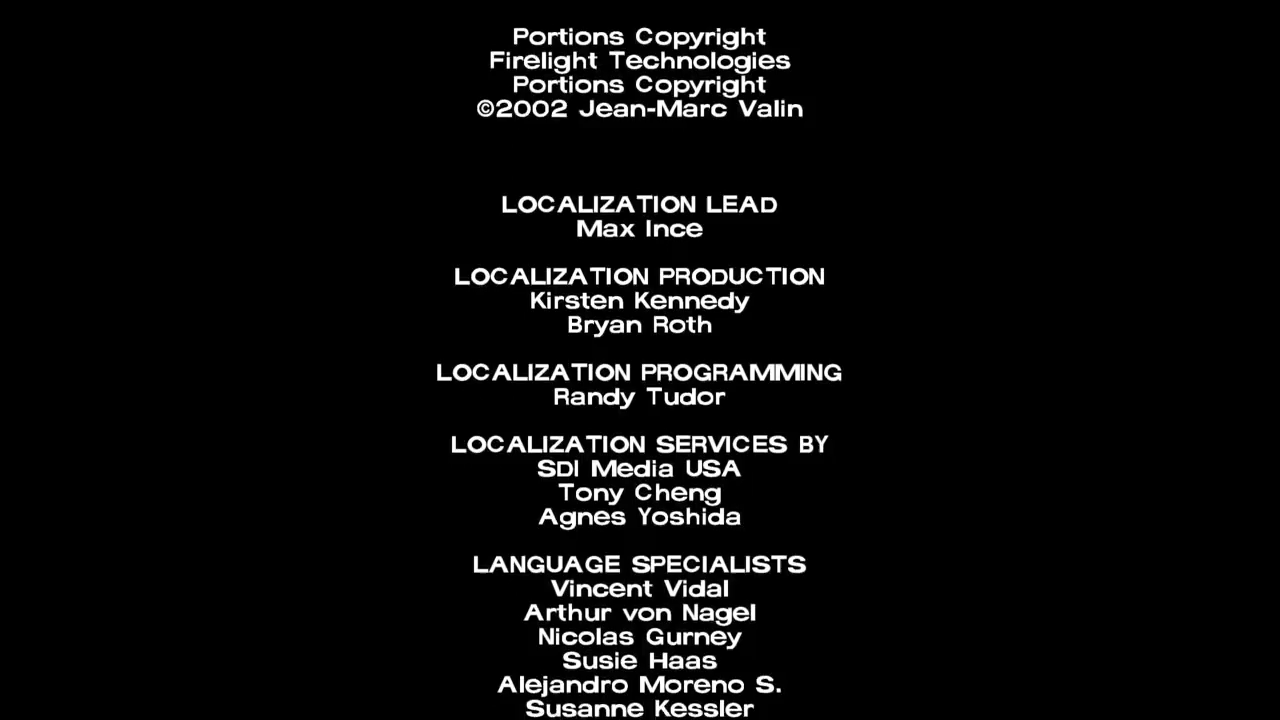 Portions Copyright
Firelight Technologies
Portions Copyright
©2002 Jean-Marc Valin
LOCALIZATION LEAD
Max Ince
LOCALIZATION PRODUCTION
Kirsten Kennedy
Bryan Roth
LOCALIZATION PROGRAMMING
Randy Tudor
LOCALIZATION SERVICES BY
SDI Media USA
Tony Cheng
Agnes Yoshida
LANGUAGE SPECIALISTS
Vincent Vidal
Arthur von Nagel
Nicolas Gurney
Susie Haas
Alejandro Moreno S.
Susanne Kessler